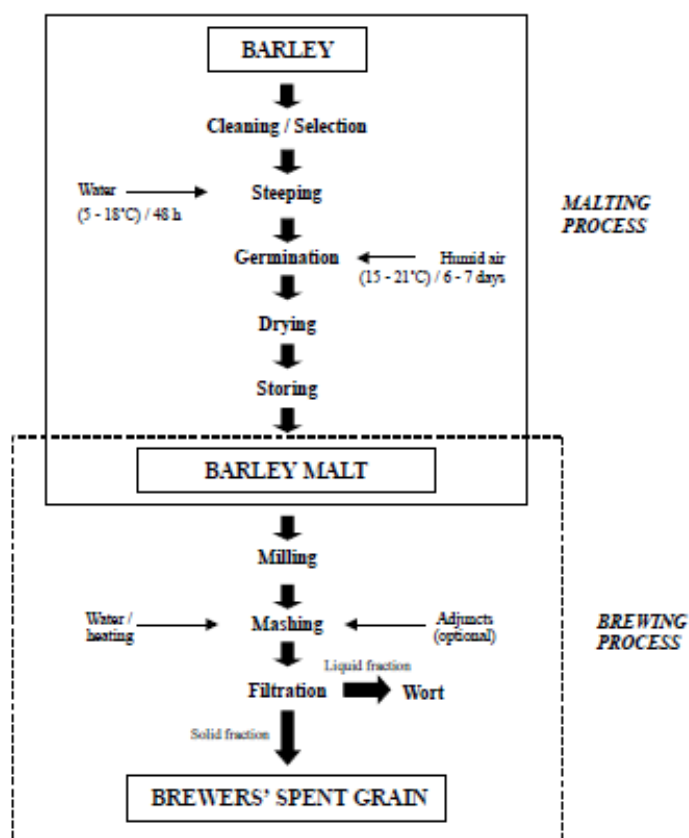 BARLEY
Cleaning / Selection
Water
(5 - 18°C) / 48 h
Steeping
MALTING
PROCESS
Germination
Humid air
(15 - 21°C) / 6 - 7 days
Drying
Storing
BARLEY MALT
Milling
Water /
heating
Mashing
Adjuncts
(optional)
BREWING
PROCESS
Liquid fraction
Filtration
Wort
Solid fraction
BREWERS' SPENT GRAIN